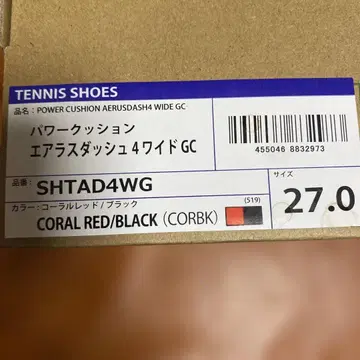 TENNIS SHOES
品名：POWER CUSHION AERUSDASH4 WIDE GC
パワークッション
エアラスダッシュ4ワイドGC
455046 8832973
品番：
SHTAD4WG
サイズ
27.0
カラー：コーラルレッド / ブラック
(519)
CORAL RED/BLACK (CORBK)